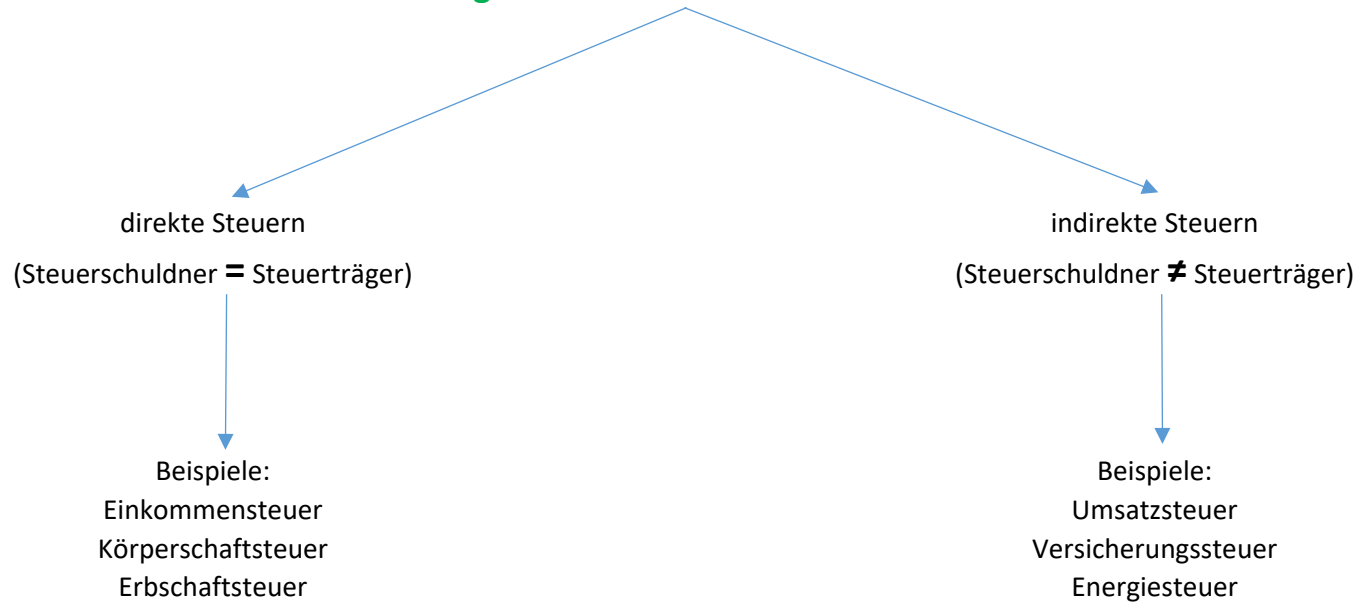 direkte Steuern
(Steuerschuldner = Steuerträger)
Beispiele:
Einkommensteuer
Körperschaftsteuer
Erbschaftsteuer
indirekte Steuern
(Steuerschuldner ≠ Steuerträger)
Beispiele:
Umsatzsteuer
Versicherungssteuer
Energiesteuer